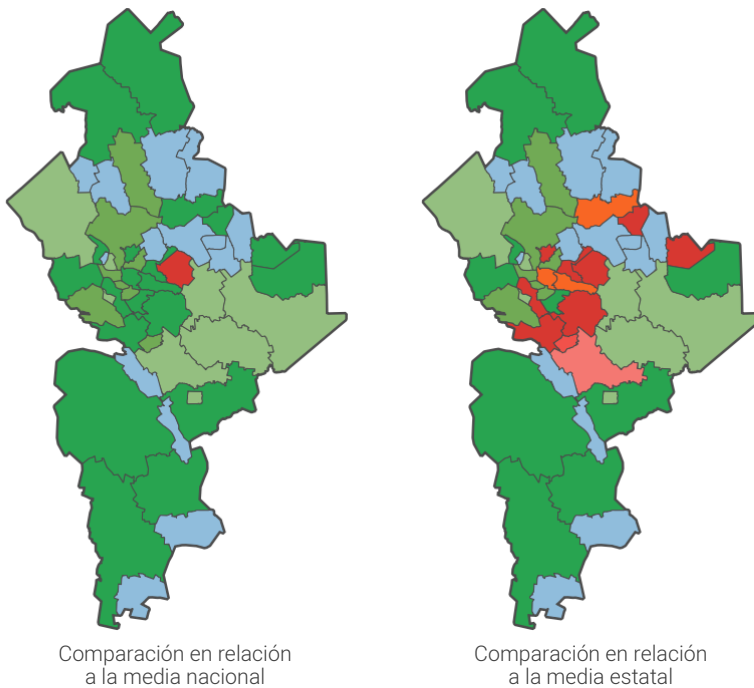 Comparación en relación
a la media nacional
Comparación en relación
a la media estatal